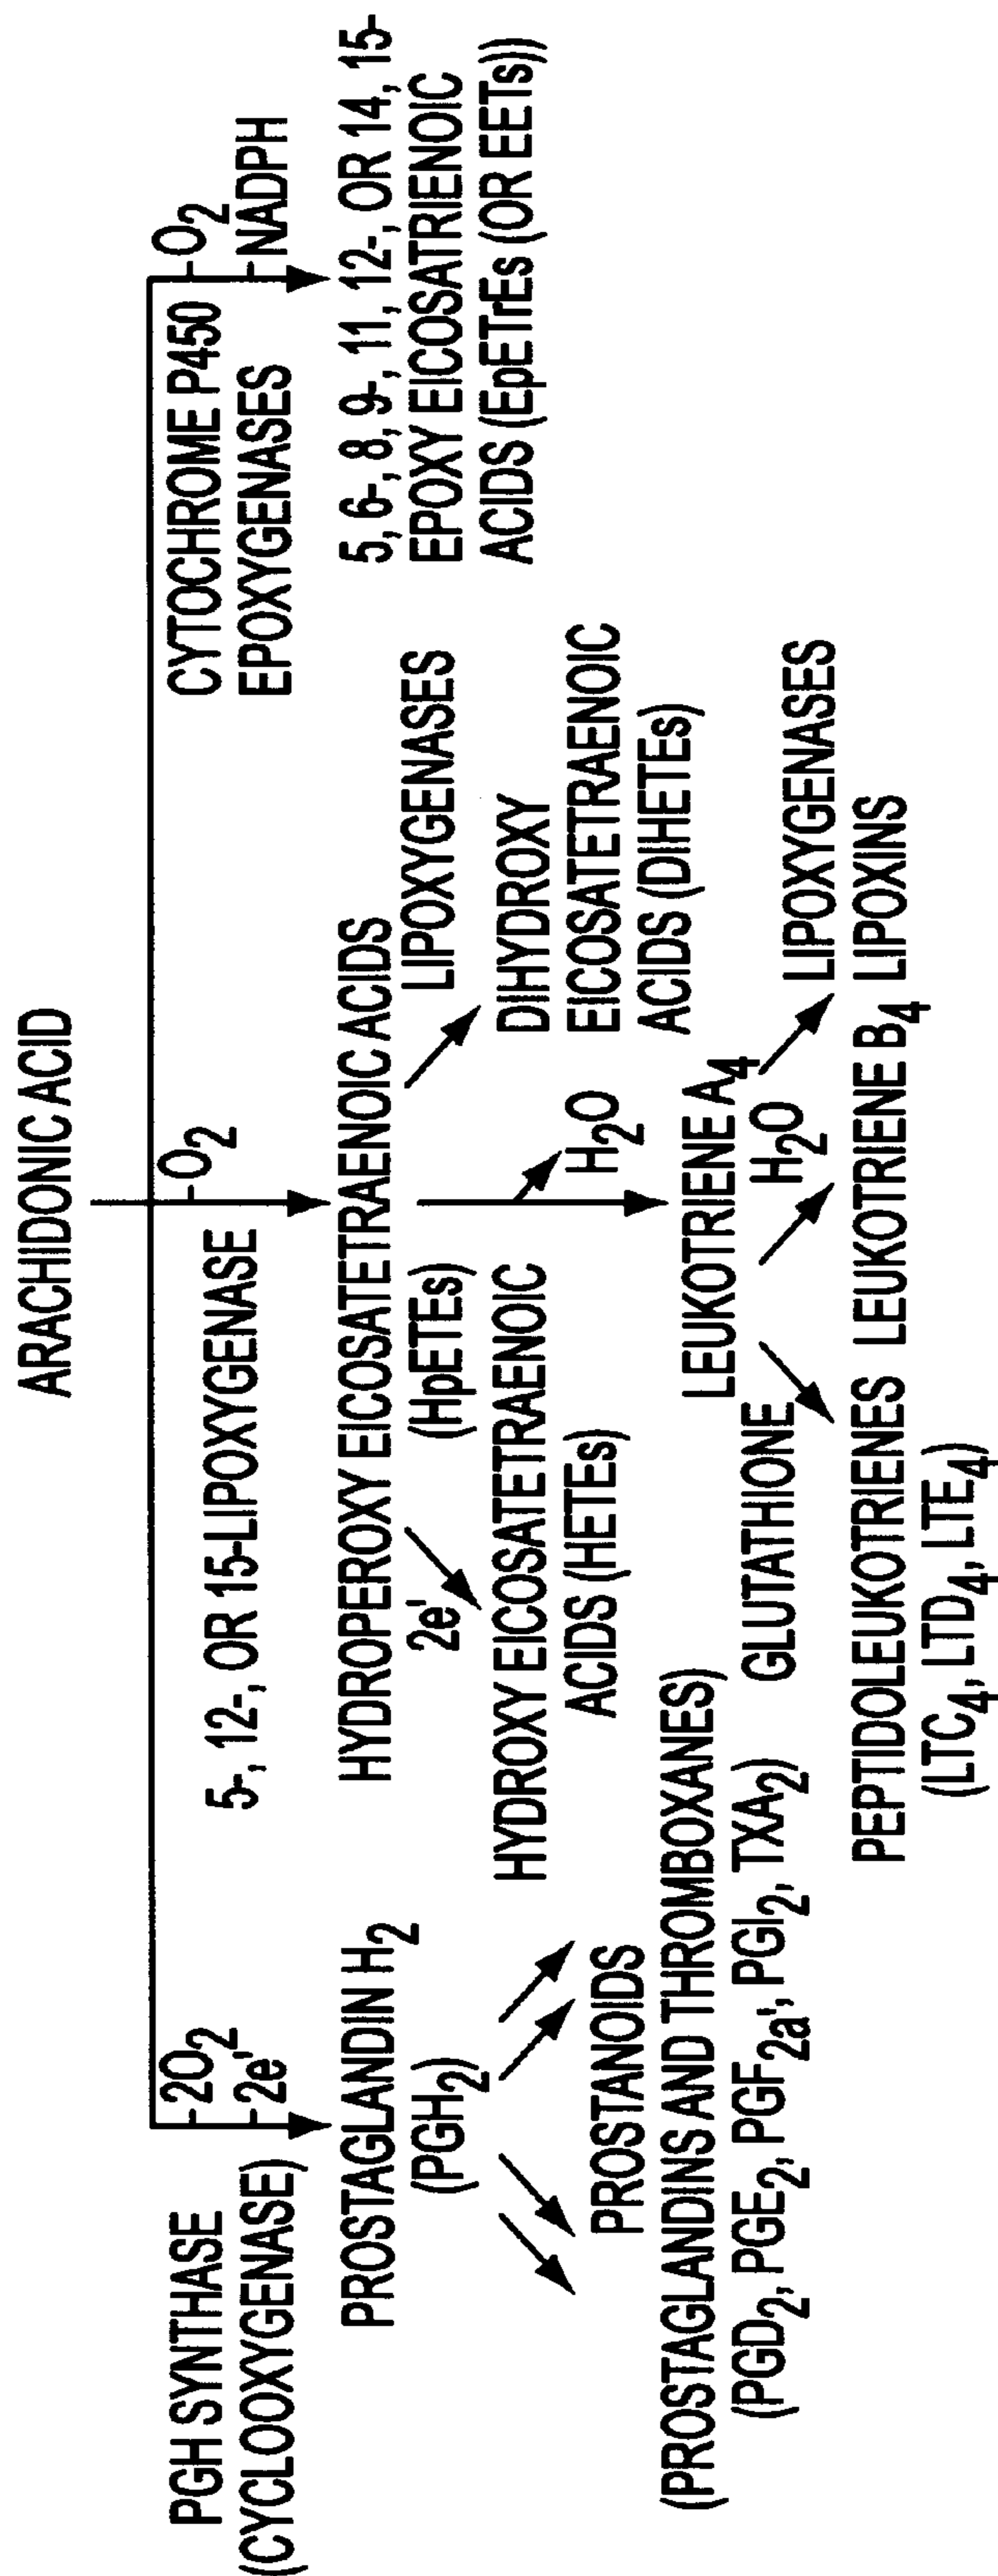 ARACHIDONIC ACID
PGH SYNTHASE
(CYCLOOXYGENASE)
2O2
2e'
5-, 12-, OR 15-LIPOXYGENASE
O2
CYTOCHROME P450
EPOXYGENASES
O2
NADPH
PROSTAGLANDIN H2
(PGH2)
HYDROPEROXY EICOSATETRAENOIC ACIDS
(HpETEs)
5, 6-, 8, 9-, 11, 12-, OR 14, 15-
EPOXY EICOSATRIENOIC
ACIDS (EpETrEs (OR EETs))
2e'
LIPOXYGENASES
HYDROXY EICOSATETRAENOIC
ACIDS (HETEs)
H2O
DIHYDROXY
EICOSATETRAENOIC
ACIDS (DIHETEs)
PROSTANOIDS
(PROSTAGLANDINS AND THROMBOXANES)
(PGD2, PGE2, PGF2a', PGI2, TXA2)
LEUKOTRIENE A4
GLUTATHIONE
H2O
LIPOXYGENASES
PEPTIDOLEUKOTRIENES
(LTC4, LTD4, LTE4)
LEUKOTRIENE B4
LIPOXINS